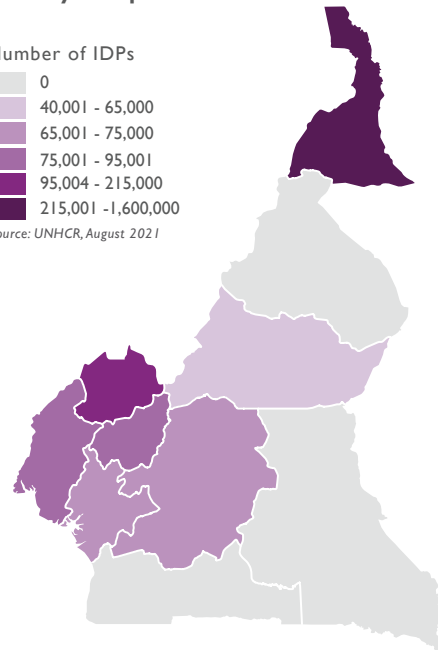 Number of IDPs
0
40,001 - 65,000
65,001 - 75,000
75,001 - 95,001
95,004 - 215,000
215,001 -1,600,000
ource: UNHCR, August 2021